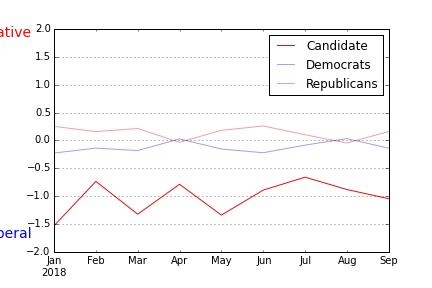 2.0
ative
Candidate
Democrats
Republicans
1.5
1.0
0.5
0.0
−0.5
−1.0
−1.5
beral
−2.0
Jan Feb Mar Apr May Jun Jul Aug Sep
2018